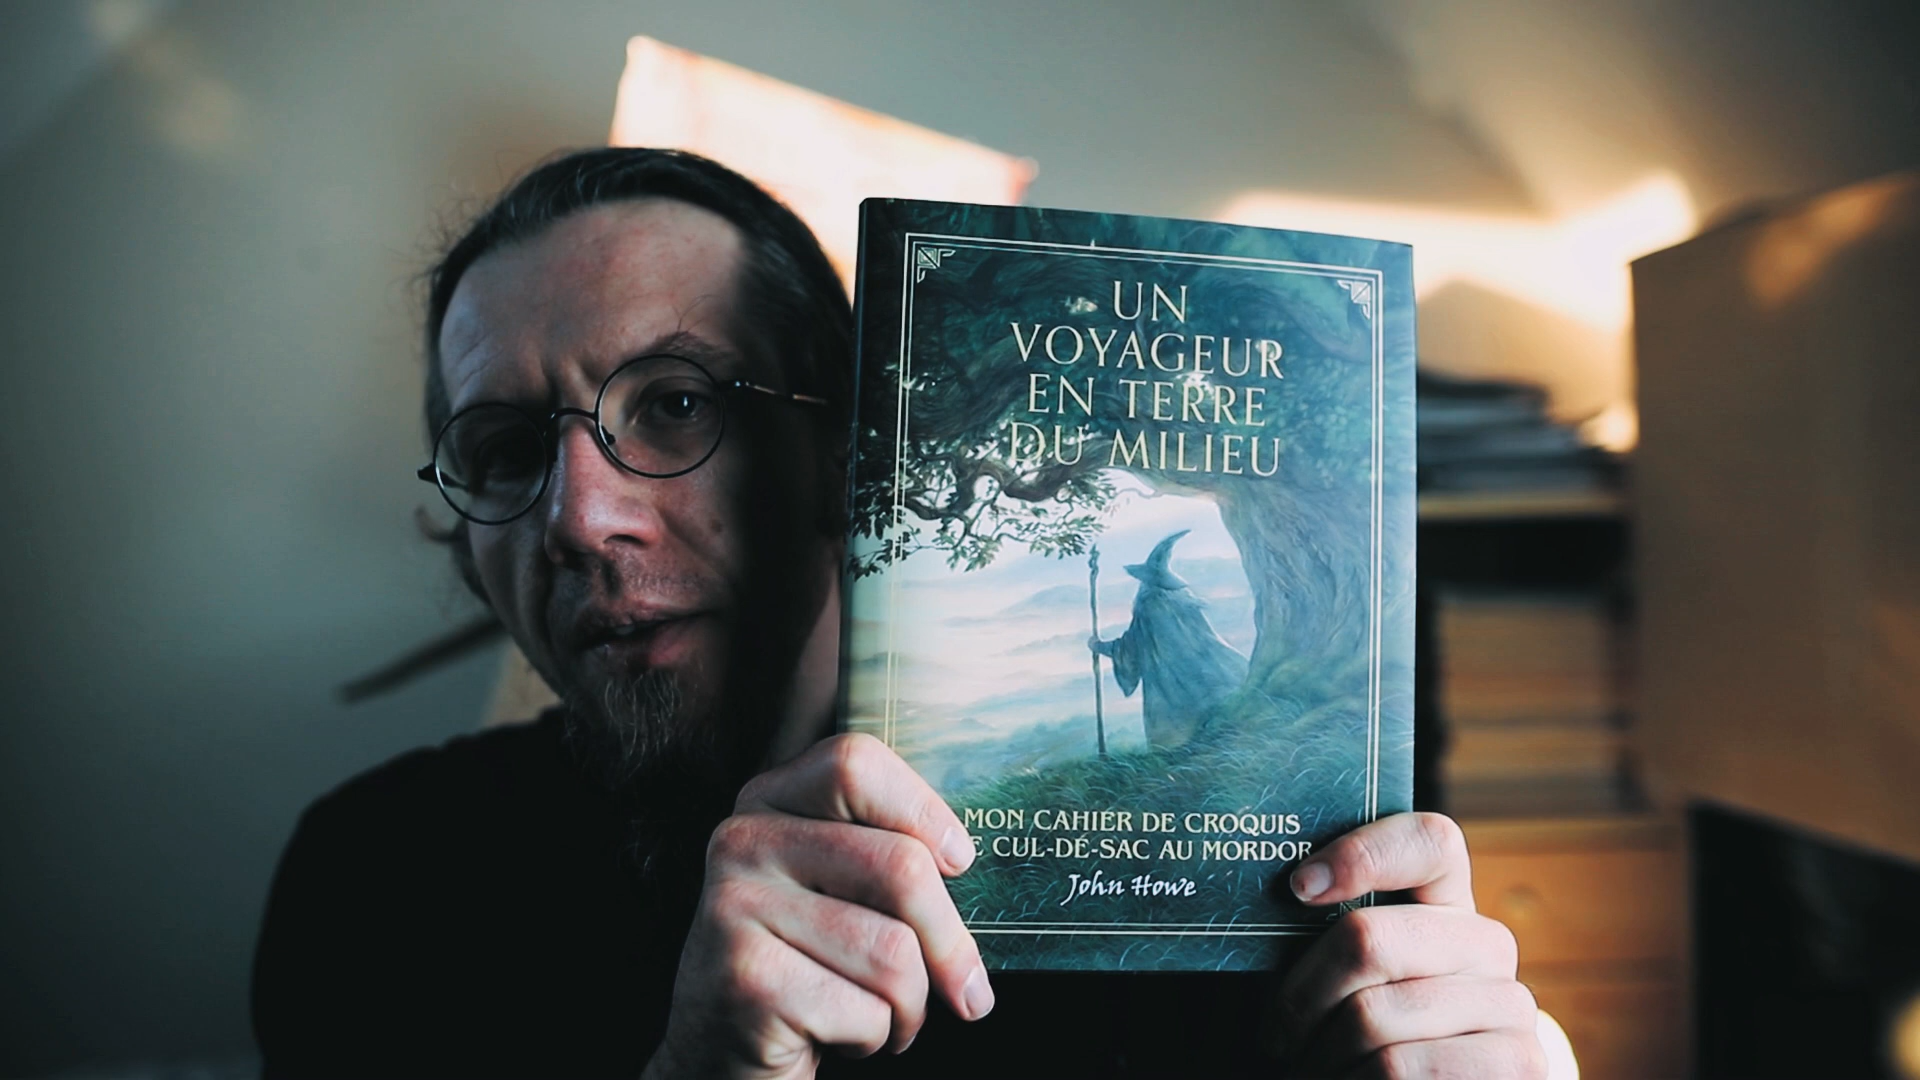 UN
VOYAGEUR
EN TERRE
DU MILIEU
MON CAHIER DE CROQUIS
CUL-DE-SAC AU MORDOR
John Howe